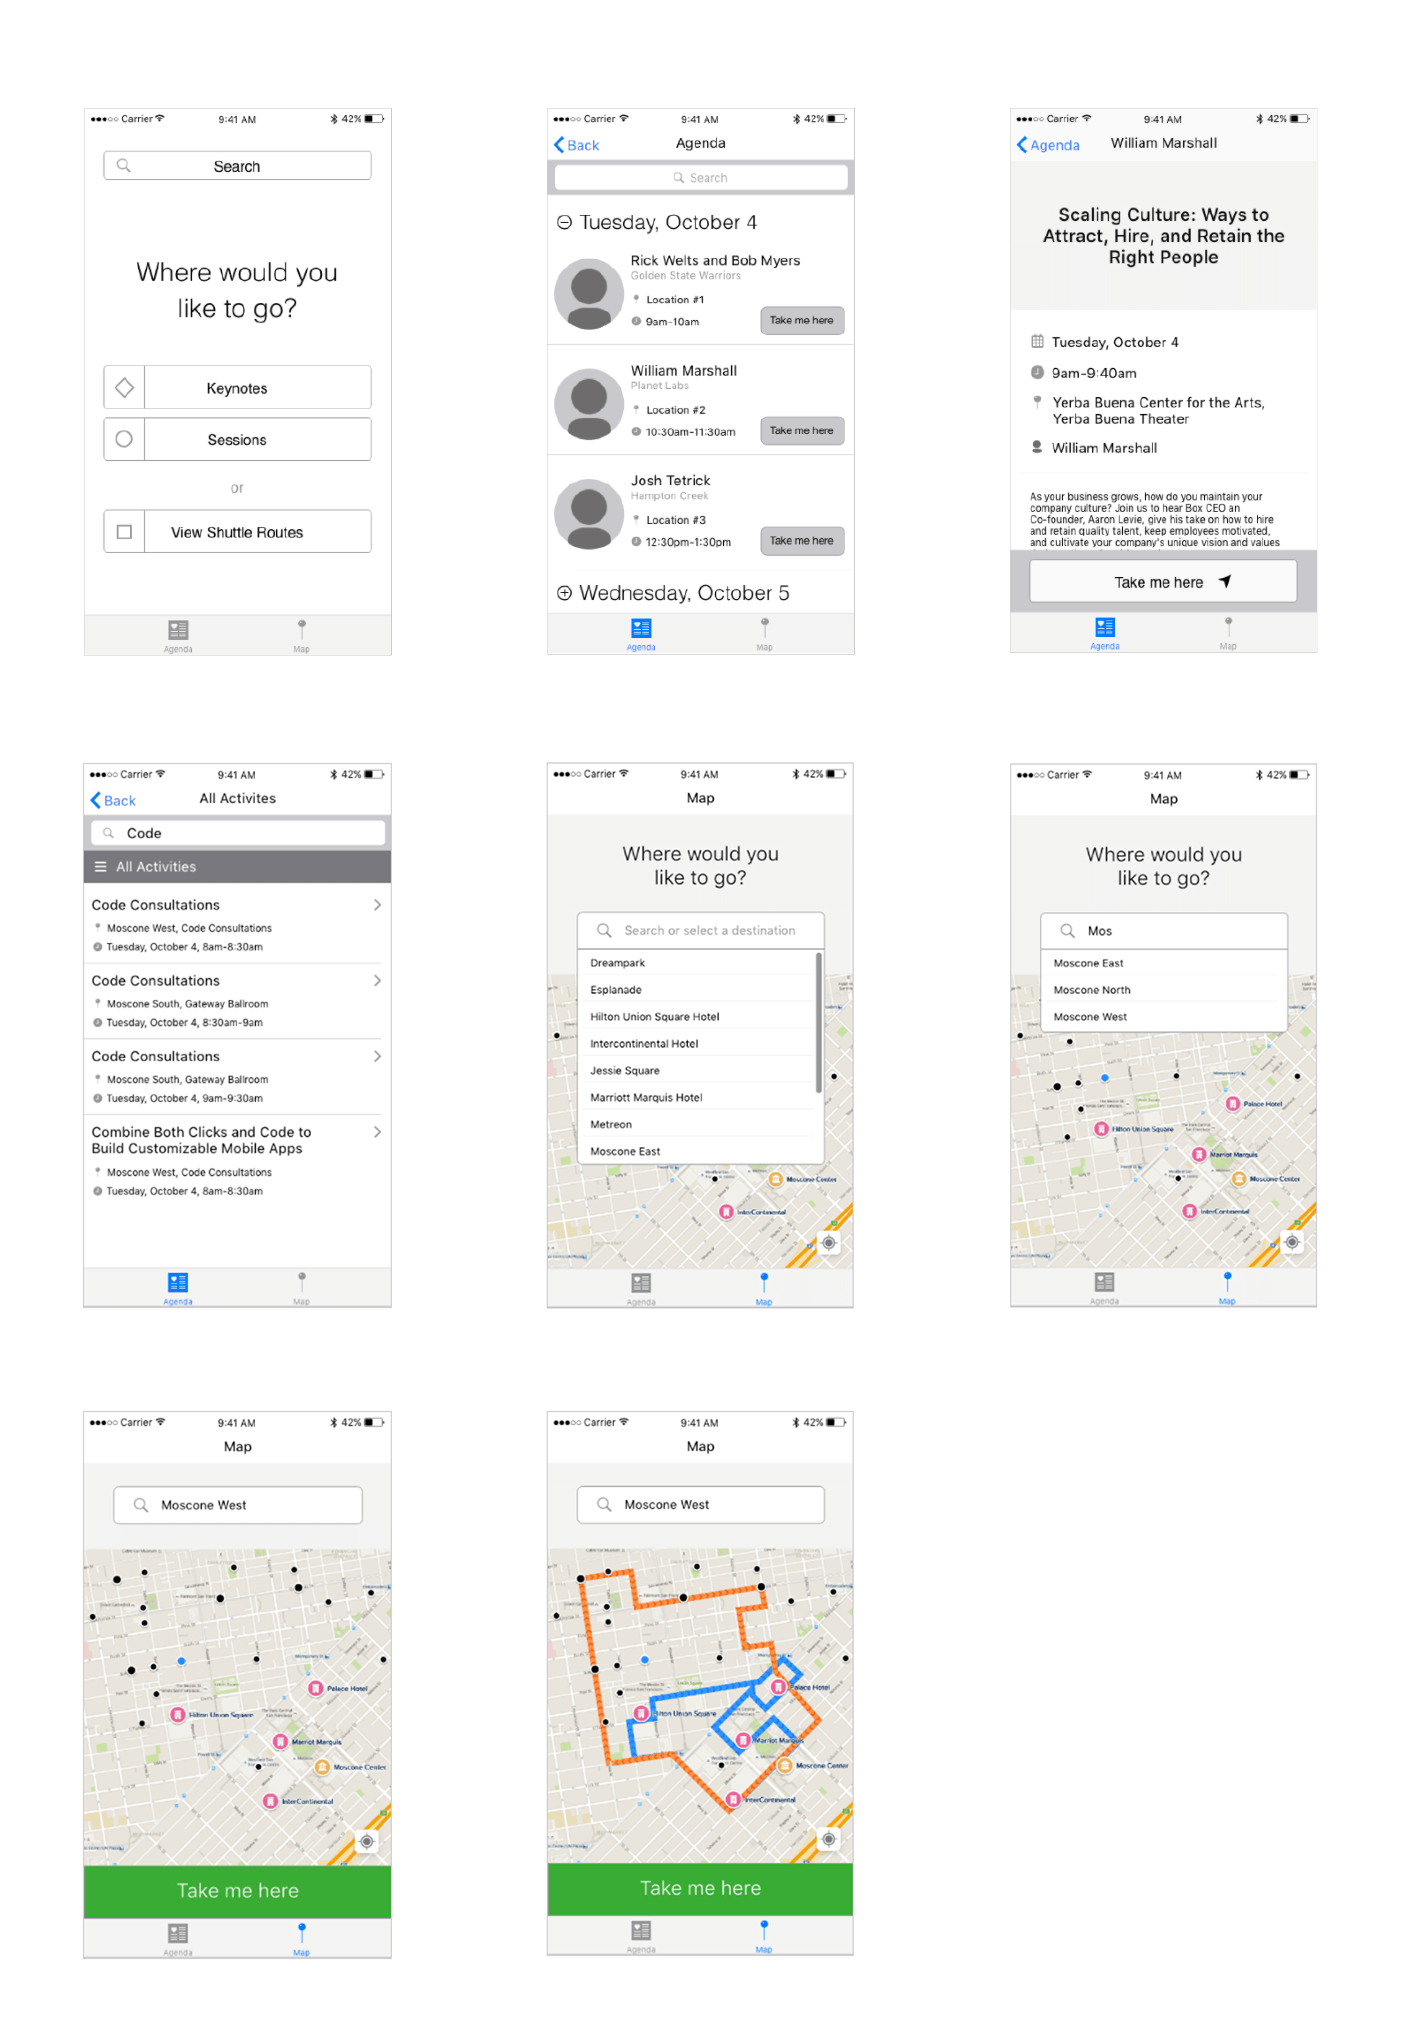 Carrier 9:41 AM 42%
Search
Where would you
like to go?
Keynotes
Sessions
or
View Shuttle Routes
Agenda Map
Carrier 9:41 AM 42%
Back Agenda
Search
Tuesday, October 4
Rick Welts and Bob Myers
Golden State Warriors
Location #1
9am-10am Take me here
William Marshall
Planet Labs
Location #2
10:30am-11:30am Take me here
Josh Tetrick
Hampton Creek
Location #3
12:30pm-1:30pm Take me here
Wednesday, October 5
Agenda Map
Carrier 9:41 AM 42%
Agenda William Marshall
Scaling Culture: Ways to
Attract, Hire, and Retain the
Right People
Tuesday, October 4
9am-9:40am
Yerba Buena Center for the Arts,
Yerba Buena Theater
William Marshall
As your business grows, how do you maintain your
company culture? Join us to hear Box CEO an
Co-founder, Aaron Levie, give his take on how to hire
and retain quality talent, keep employees motivated,
and cultivate your company's unique vision and values
Take me here
Agenda Map
Carrier 9:41 AM 42%
Back All Activites
Code
All Activities
Code Consultations
Moscone West, Code Consultations
Tuesday, October 4, 8am-8:30am
Code Consultations
Moscone South, Gateway Ballroom
Tuesday, October 4, 8:30am-9am
Code Consultations
Moscone South, Gateway Ballroom
Tuesday, October 4, 9am-9:30am
Combine Both Clicks and Code to
Build Customizable Mobile Apps
Moscone West, Code Consultations
Tuesday, October 4, 8am-8:30am
Agenda Map
Carrier 9:41 AM 42%
Map
Where would you
like to go?
Search or select a destination
Dreampark
Esplanade
Hilton Union Square Hotel
Intercontinental Hotel
Jessie Square
Marriott Marquis Hotel
Metreon
Moscone East
Moscone Center
InterContinental
Agenda Map
Carrier 9:41 AM 42%
Map
Where would you
like to go?
Mos
Moscone East
Moscone North
Moscone West
Palace Hotel
Hilton Union Square
Marriot Marquis
Moscone Center
InterContinental
Agenda Map
Carrier 9:41 AM 42%
Map
Moscone West
Palace Hotel
Hilton Union Square
Marriot Marquis
Moscone Center
InterContinental
Take me here
Agenda Map
Carrier 9:41 AM 42%
Map
Moscone West
Palace Hotel
Hilton Union Square
Marriot Marquis
Moscone Center
InterContinental
Take me here
Agenda Map